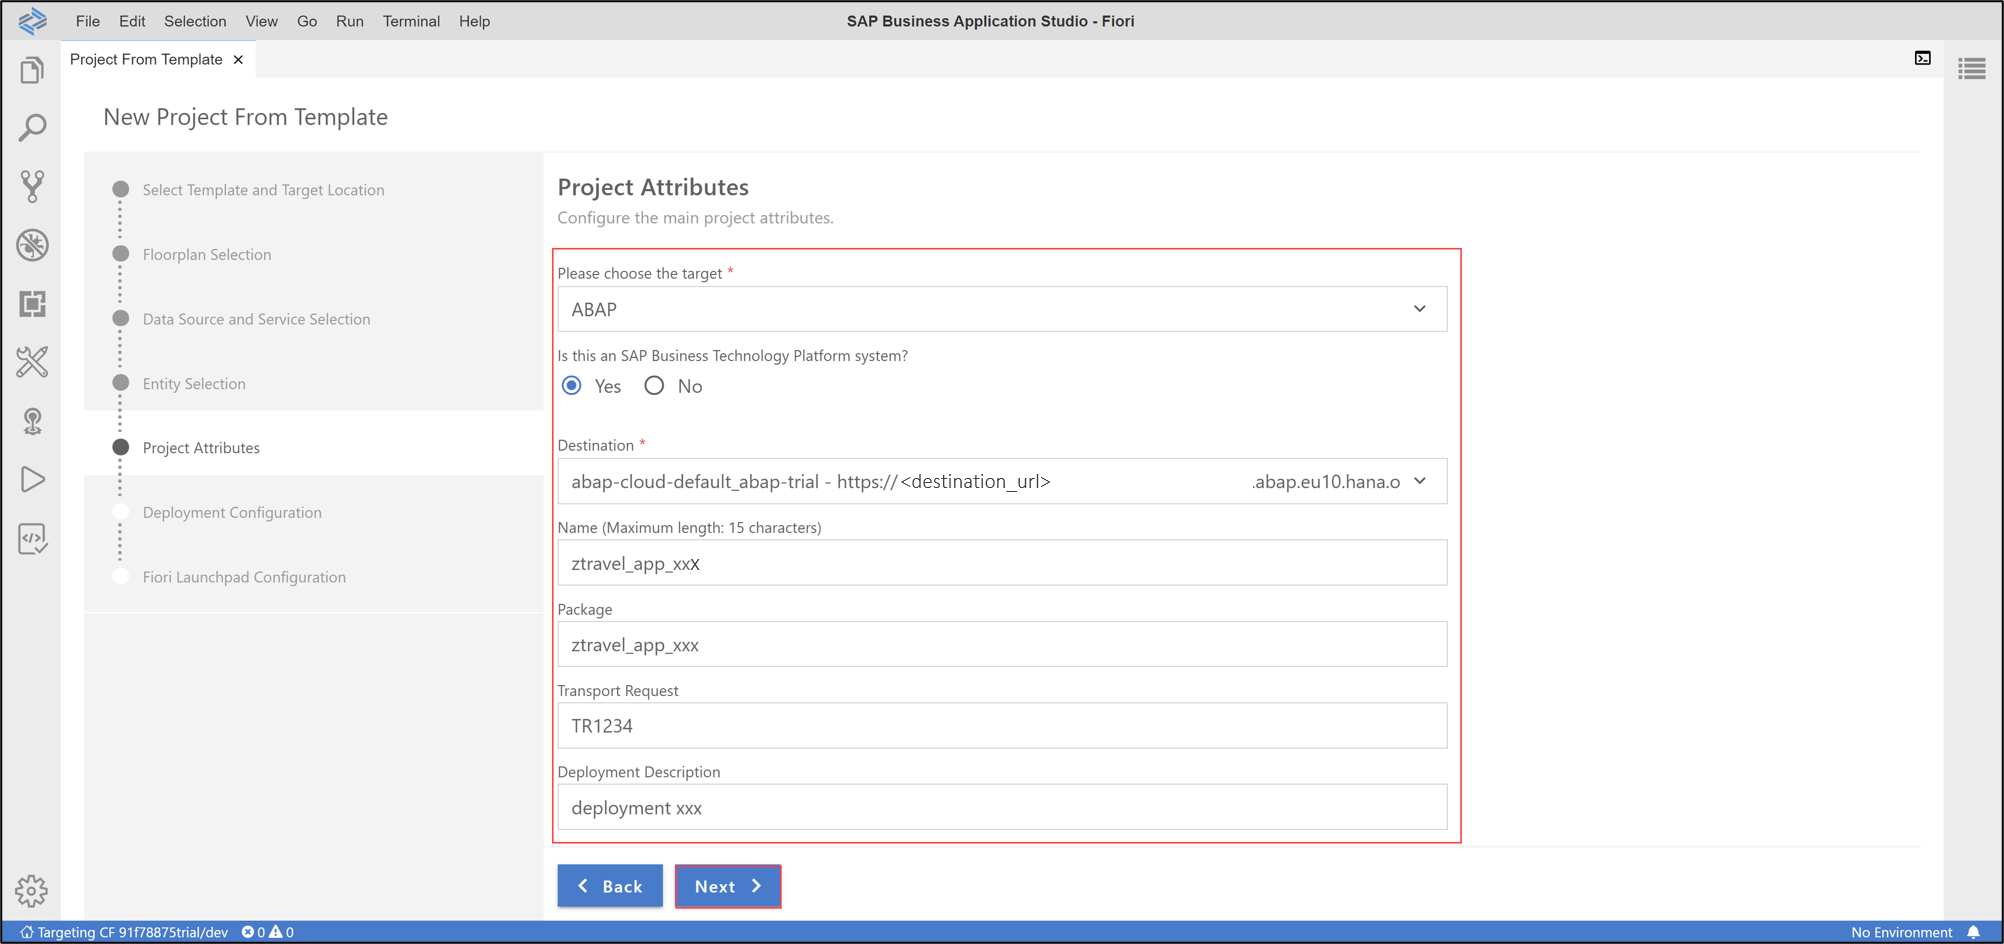 File Edit Selection View Go Run Terminal Help
SAP Business Application Studio - Fiori
Project From Template ×
New Project From Template
Select Template and Target Location
Floorplan Selection
Data Source and Service Selection
Entity Selection
Project Attributes
Deployment Configuration
Fiori Launchpad Configuration
Project Attributes
Configure the main project attributes.
Please choose the target *
ABAP
Is this an SAP Business Technology Platform system?
Yes No
Destination *
abap-cloud-default_abap-trial - https://<destination_url> .abap.eu10.hana.o
Name (Maximum length: 15 characters)
ztravel_app_xxx
Package
ztravel_app_xxx
Transport Request
TR1234
Deployment Description
deployment xxx
Back Next
Targeting CF 91f78875trial/dev 0 0
No Environment